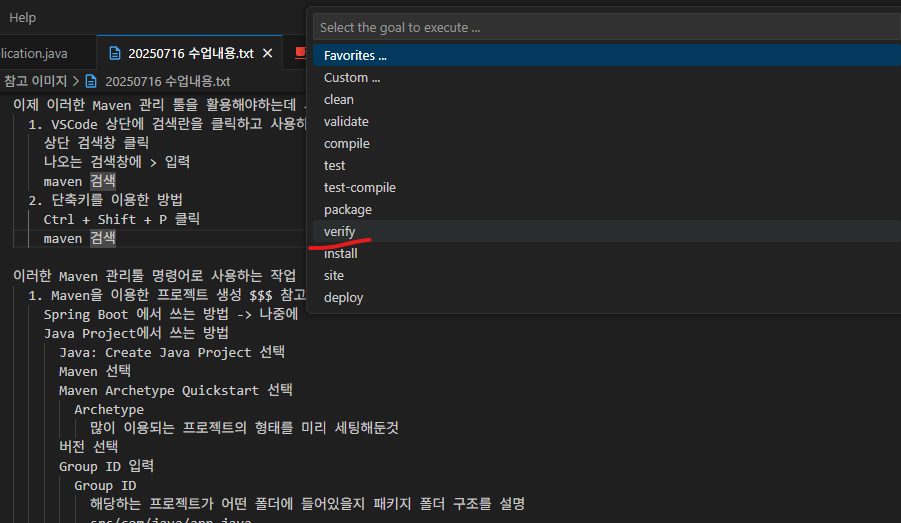 Help
lication.java
20250716 수업내용.txt
참고 이미지 > 20250716 수업내용.txt
이제 이러한 Maven 관리 툴을 활용해야하는데
1. VSCode 상단에 검색란을 클릭하고 사용하
상단 검색창 클릭
나오는 검색창에 > 입력
maven 검색
2. 단축키를 이용한 방법
Ctrl + Shift + P 클릭
maven 검색
이러한 Maven 관리툴 명령어로 사용하는 작업
1. Maven을 이용한 프로젝트 생성 $$$ 참고
Spring Boot 에서 쓰는 방법 -> 나중에
Java Project에서 쓰는 방법
Java: Create Java Project 선택
Maven 선택
Maven Archetype Quickstart 선택
Archetype
많이 이용되는 프로젝트의 형태를 미리 세팅해둔것
버전 선택
Group ID 입력
Group ID
해당하는 프로젝트가 어떤 폴더에 들어있을지 패키지 폴더 구조를 설명
src/com/java/app.java
Select the goal to execute ...
Favorites ...
Custom ...
clean
validate
compile
test
test-compile
package
verify
install
site
deploy